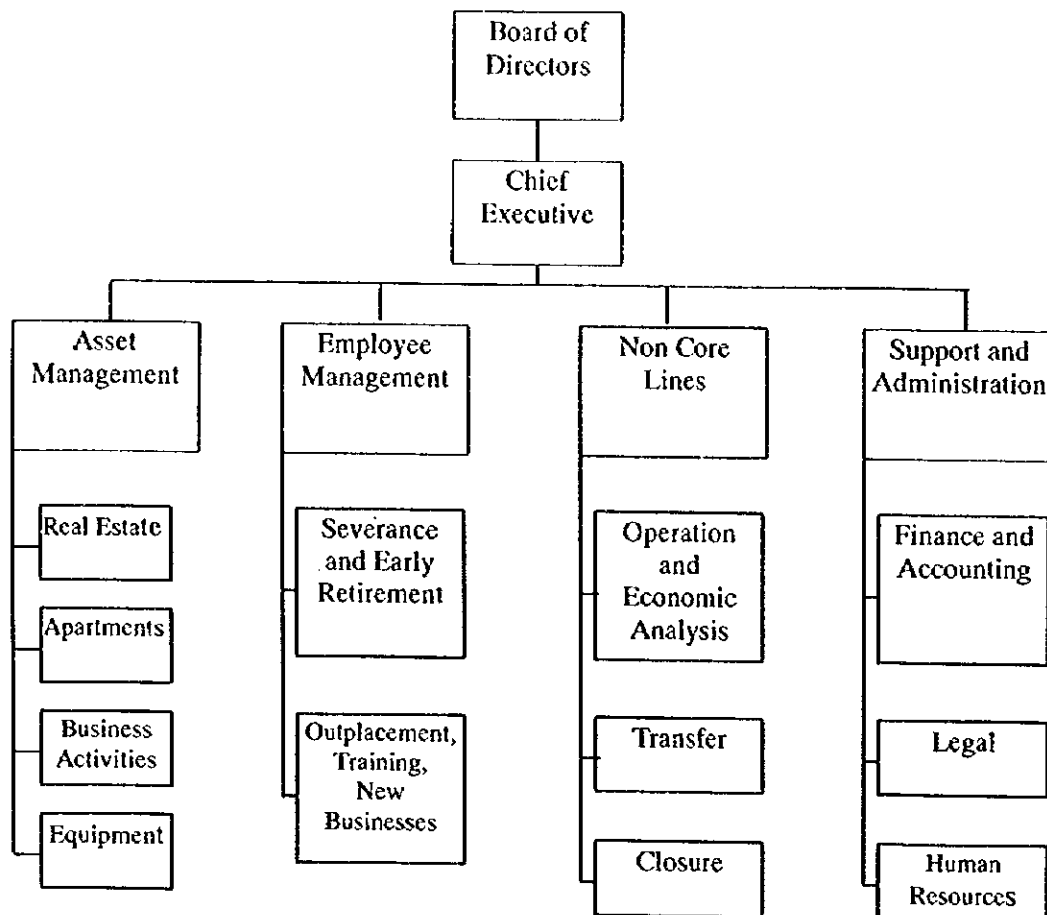 Board of
Directors
Chief
Executive
Asset
Management
Employee
Management
Non Core
Lines
Support and
Administration
Real Estate
Apartments
Business
Activities
Equipment
Severance
and Early
Retirement
Outplacement,
Training,
New
Businesses
Operation
and
Economic
Analysis
Transfer
Closure
Finance and
Accounting
Legal
Human
Resources